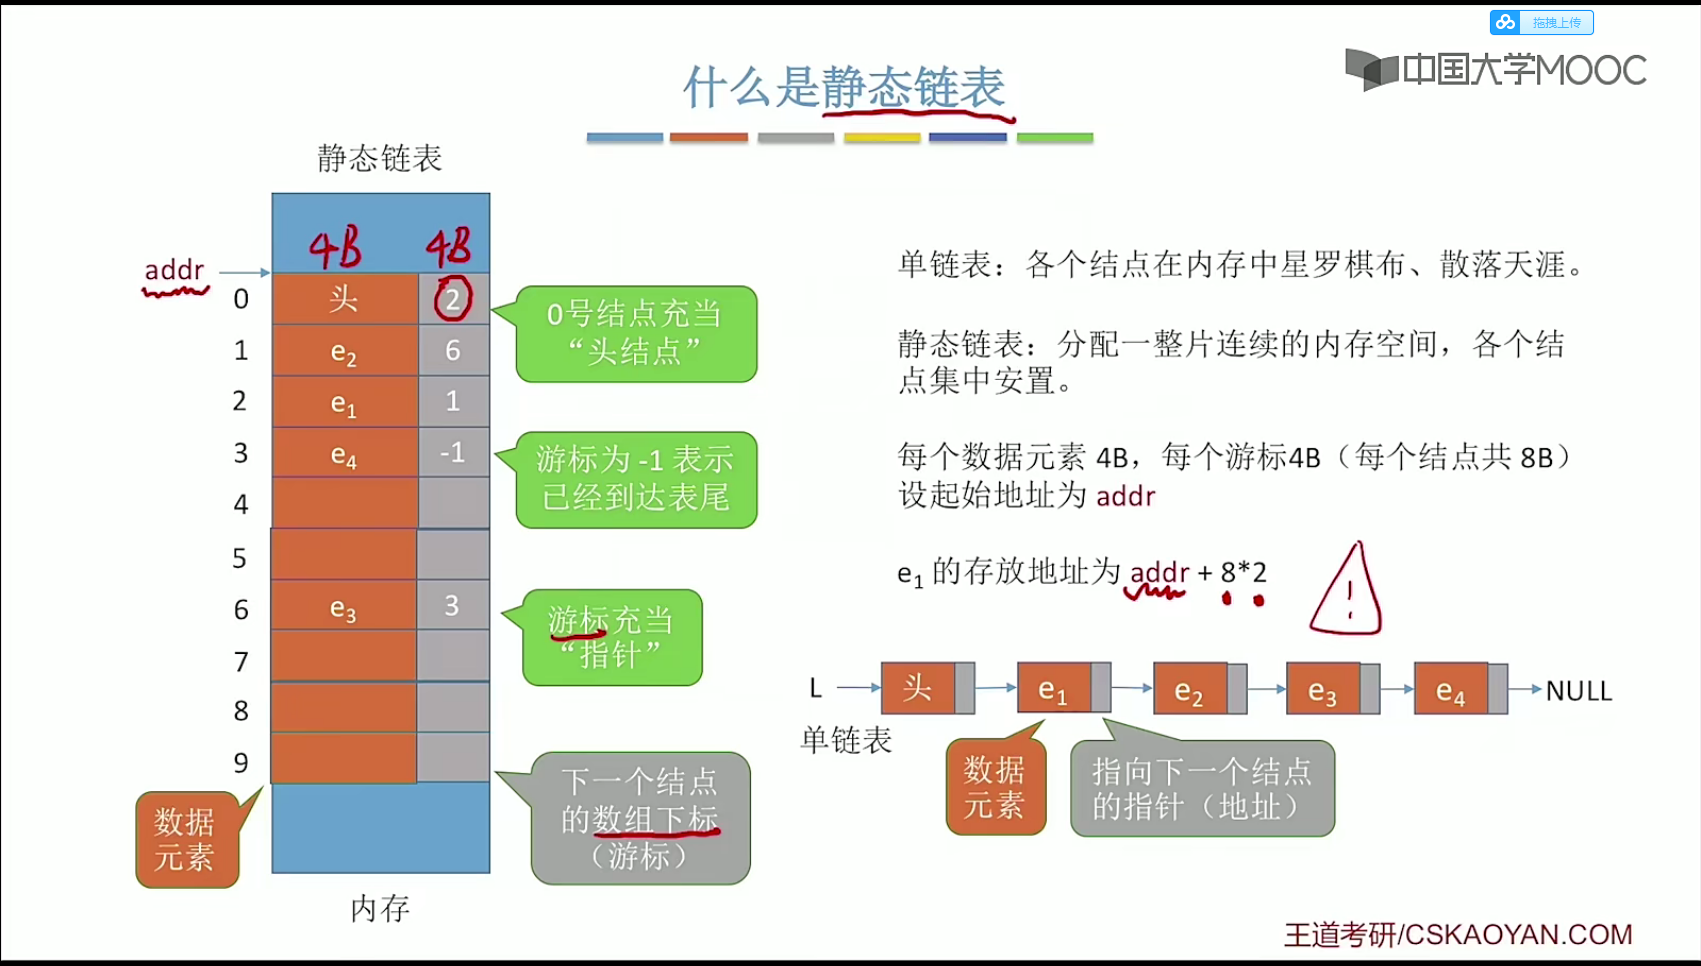 拖拽上传
中国大学MOOC
什么是静态链表
静态链表
4B 4B
addr
0 头 2
1 e₂ 6
2 e₁ 1
3 e₄ -1
4
5
6 e₃ 3
7
8
9
数据
元素
内存
0号结点充当
“头结点”
游标为 -1 表示
已经到达表尾
游标充当
“指针”
下一个结点
的数组下标
（游标）
单链表：各个结点在内存中星罗棋布、散落天涯。
静态链表：分配一整片连续的内存空间，各个结
点集中安置。
每个数据元素 4B，每个游标4B（每个结点共 8B）
设起始地址为 addr
e₁ 的存放地址为 addr + 8*2
!
L 头 e₁ e₂ e₃ e₄ NULL
单链表
数据
元素
指向下一个结点
的指针（地址）
王道考研/CSKAOYAN.COM